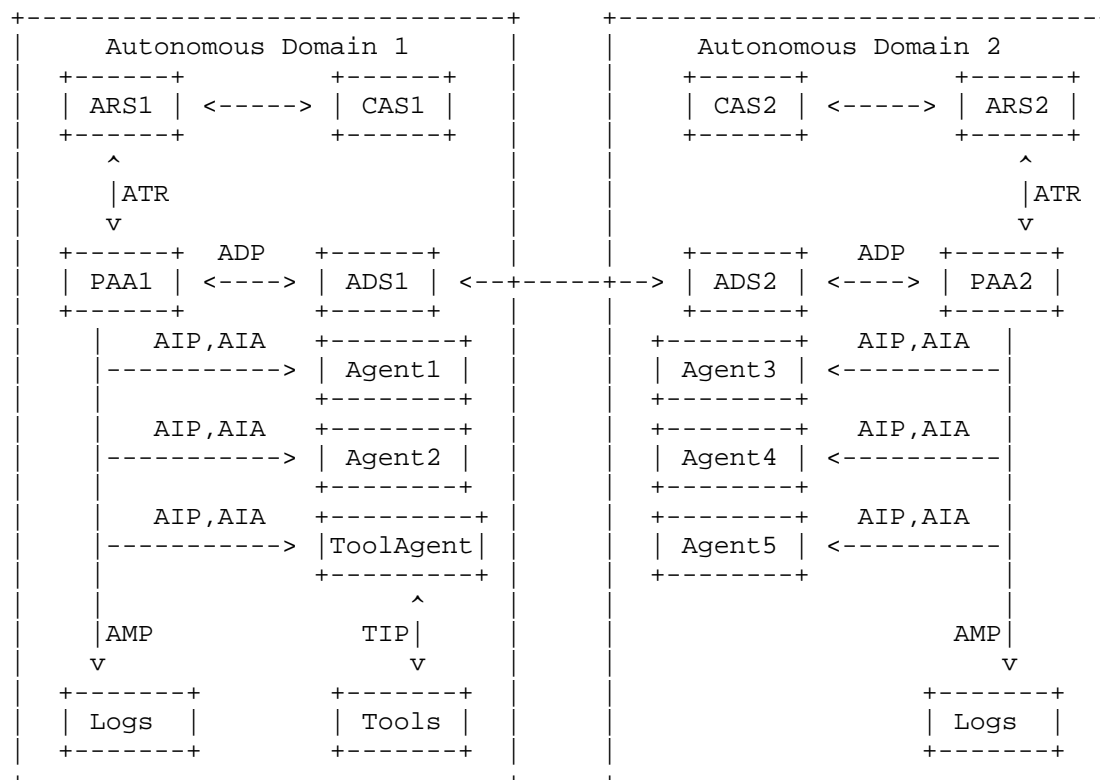 Autonomous Domain 1 Autonomous Domain 2
ARS1 CAS1 CAS2 ARS2
ATR ATR
ADP ADP
PAA1 ADS1 ADS2 PAA2
AIP,AIA AIP,AIA
Agent1 Agent3
AIP,AIA AIP,AIA
Agent2 Agent4
AIP,AIA AIP,AIA
ToolAgent Agent5
AMP TIP AMP
Logs Tools Logs